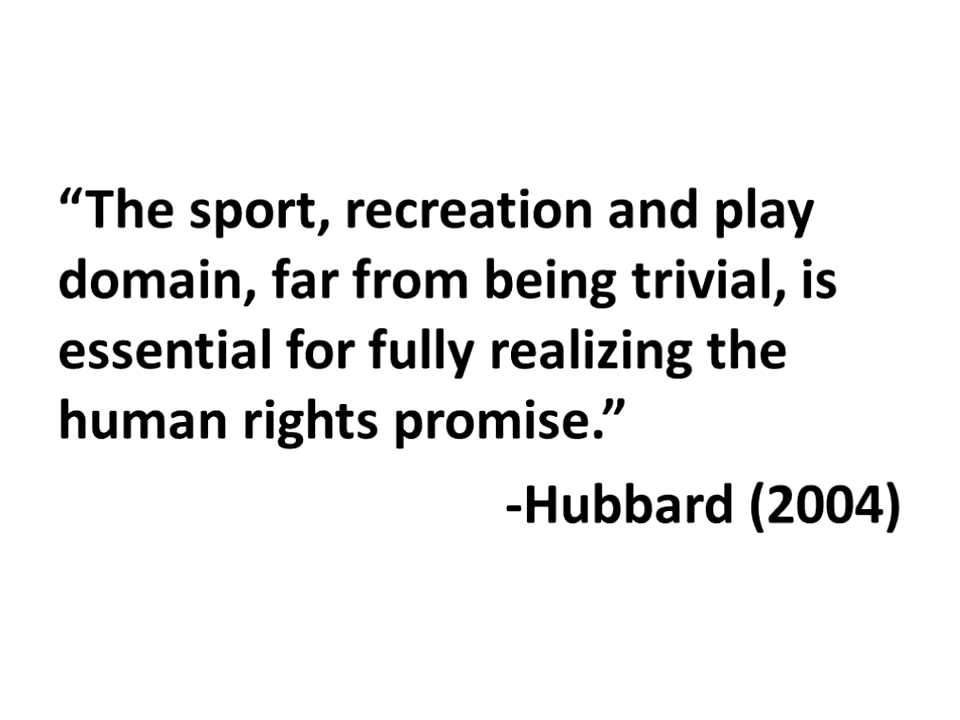 “The sport, recreation and play
domain, far from being trivial, is
essential for fully realizing the
human rights promise.”
-Hubbard (2004)